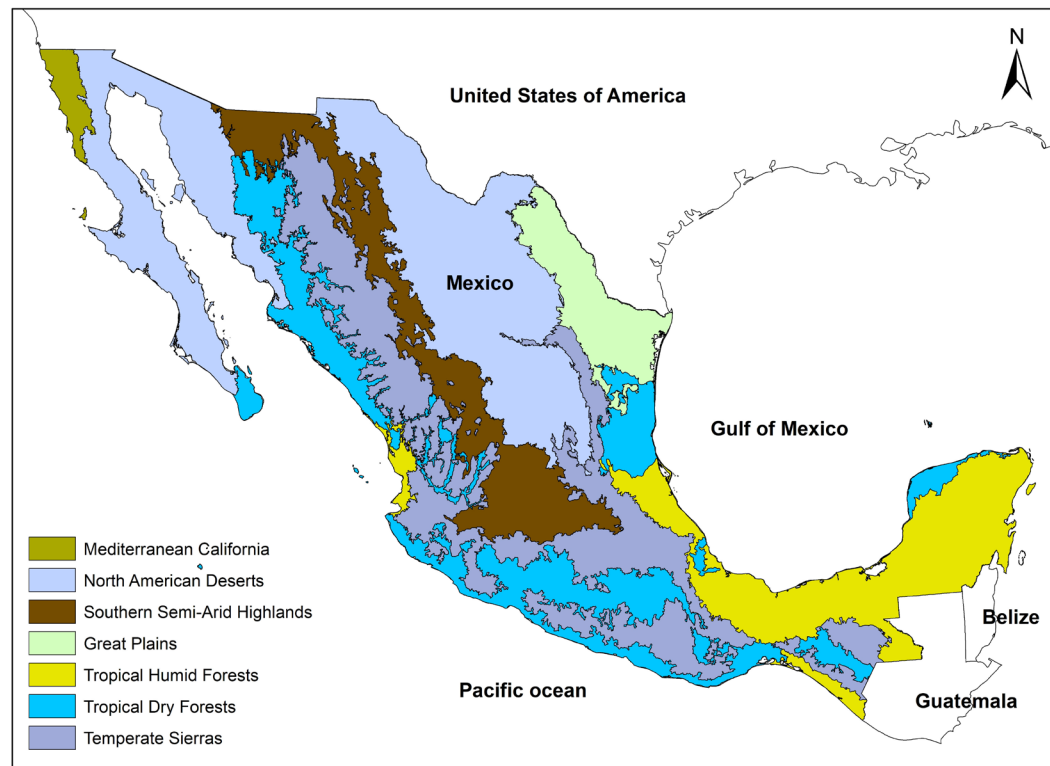 N
United States of America
Mexico
Gulf of Mexico
Mediterranean California
North American Deserts
Southern Semi-Arid Highlands
Belize
Great Plains
Tropical Humid Forests
Pacific ocean
Guatemala
Tropical Dry Forests
Temperate Sierras